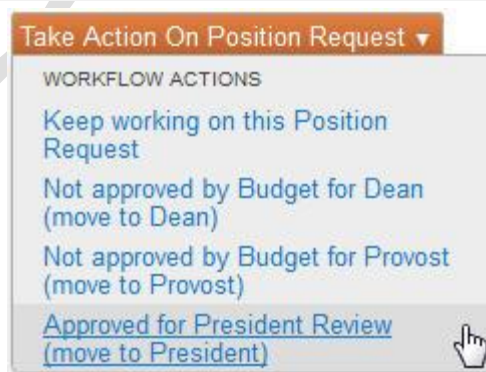 Take Action On Position Request ▼
WORKFLOW ACTIONS
Keep working on this Position
Request
Not approved by Budget for Dean
(move to Dean)
Not approved by Budget for Provost
(move to Provost)
Approved for President Review
(move to President)